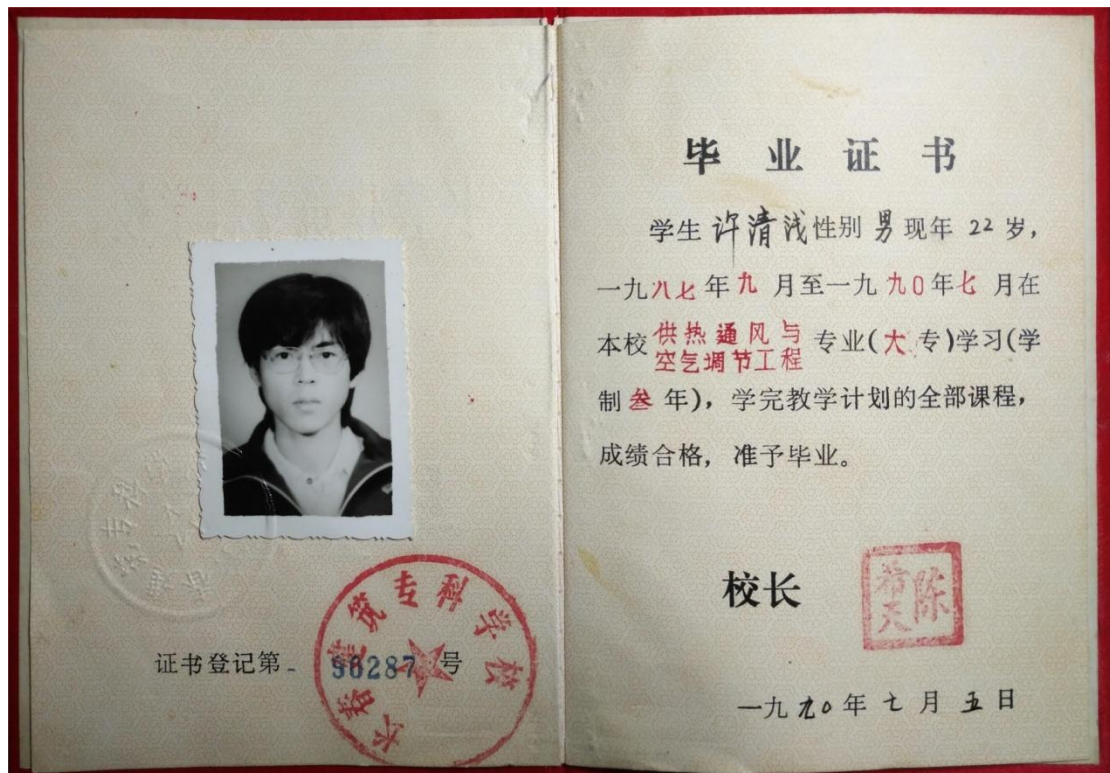 证书登记第 90287 号
长春建筑专科学校
毕业证书
学生 许清浅 性别 男 现年 22 岁,
一九八七年九月至一九九0年七月在
本校 供热通风与
空气调节工程 专业(大专)学习(学
制叁年),学完教学计划的全部课程,
成绩合格,准予毕业。
校长
一九九0年七月五日